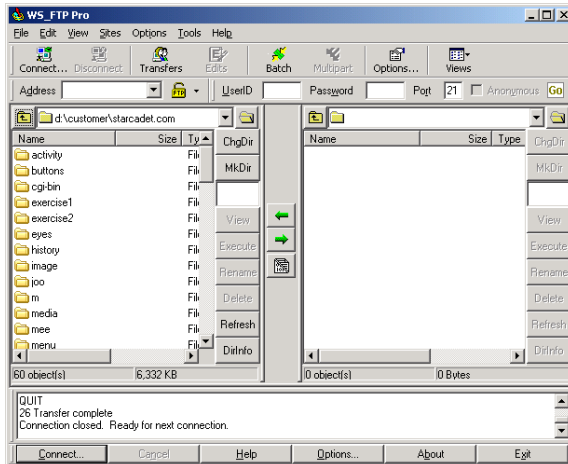 WS_FTP Pro
File Edit View Sites Options Tools Help
Connect... Disconnect Transfers Edits Batch Multipart Options... Views
Address FTP UserID Password Port 21 Anonymous Go
d:\customer\starcadet.com
Name Size Ty ChgDir Name Size Type ChgDir
activity Fil
buttons Fil MkDir MkDir
cgi-bin Fil
exercise1 Fil
exercise2 Fil View View
eyes Fil
history Fil Execute Execute
image Fil Rename Rename
joo Fil
m Fil Delete Delete
media Fil
mee Fil Refresh Refresh
menu Fil DirInfo DirInfo
60 object(s) 6,332 KB 0 object(s) 0 Bytes
QUIT
26 Transfer complete
Connection closed. Ready for next connection.
Connect... Cancel Help Options... About Exit